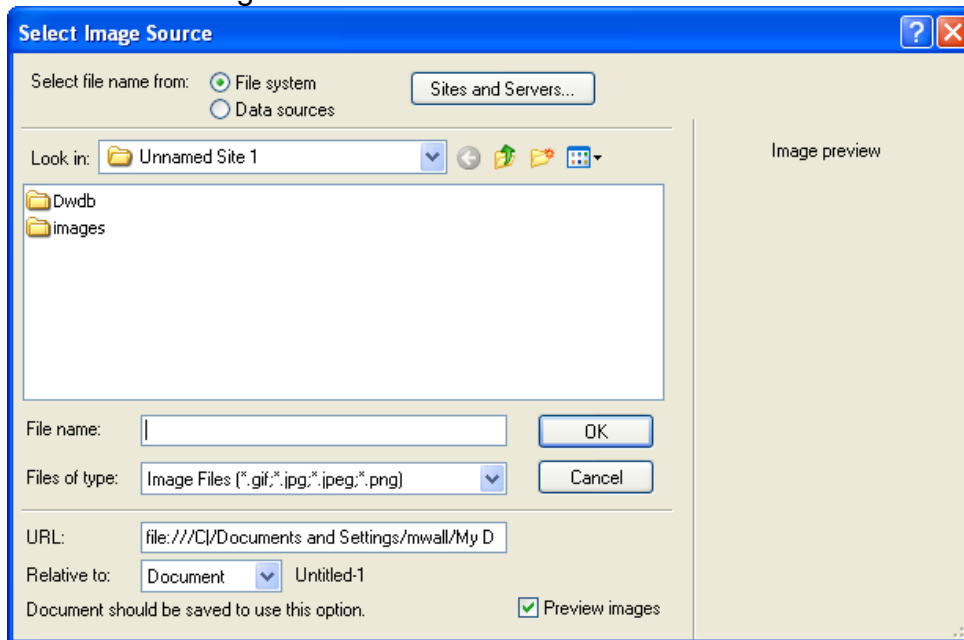 Select Image Source
Select file name from:
File system
Sites and Servers...
Data sources
Look in:
Unnamed Site 1
Image preview
Dwdb
images
File name:
OK
Files of type:
Image Files (*.gif;*.jpg;*.jpeg;*.png)
Cancel
URL:
file:///C|/Documents and Settings/mwall/My D
Relative to:
Document
Untitled-1
Document should be saved to use this option.
Preview images